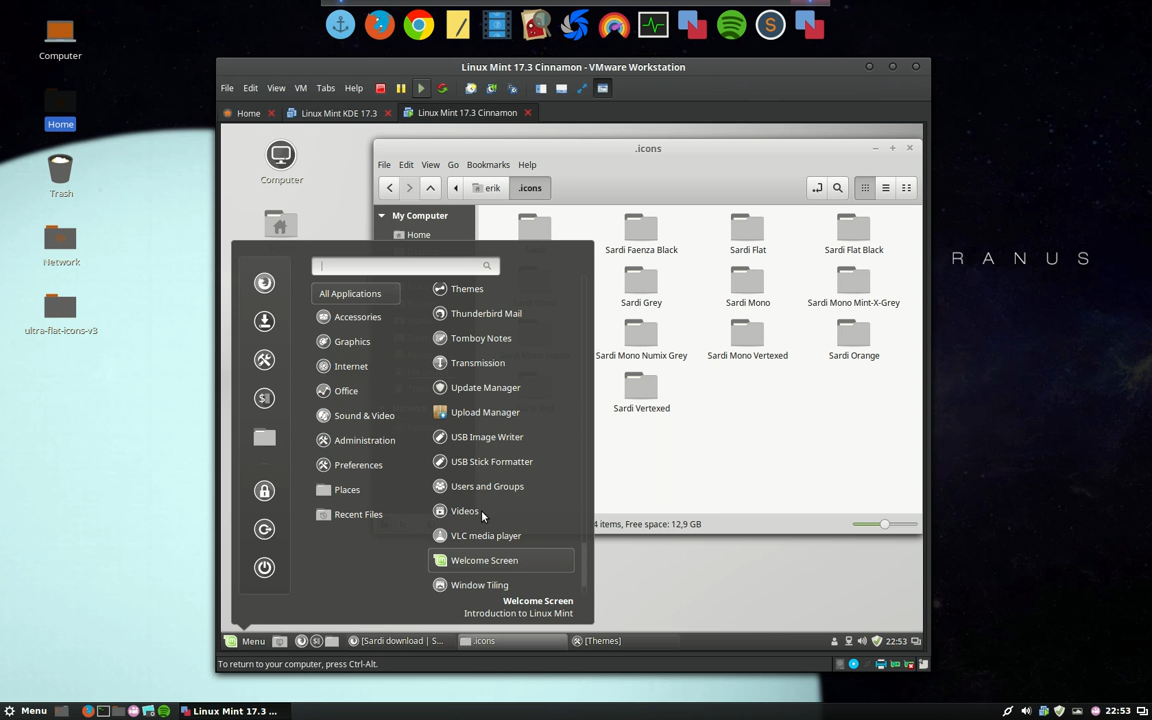 Computer
Home
Trash
Network
ultra-flat-icons-v3
R A N U S
Linux Mint 17.3 Cinnamon - VMware Workstation
File Edit View VM Tabs Help
Home Linux Mint KDE 17.3 Linux Mint 17.3 Cinnamon
Computer
.icons
File Edit View Go Bookmarks Help
erik .icons
My Computer
Home
Sardi Faenza Black Sardi Flat Sardi Flat Black
Sardi Grey Sardi Mono Sardi Mono Mint-X-Grey
Sardi Mono Numix Grey Sardi Mono Vertexed Sardi Orange
Sardi Vertexed
4 items, Free space: 12,9 GB
All Applications
Accessories
Graphics
Internet
Office
Sound & Video
Administration
Preferences
Places
Recent Files
Themes
Thunderbird Mail
Tomboy Notes
Transmission
Update Manager
Upload Manager
USB Image Writer
USB Stick Formatter
Users and Groups
Videos
VLC media player
Welcome Screen
Window Tiling
Welcome Screen
Introduction to Linux Mint
Menu [Sardi download | S... .icons [Themes] 22:53
To return to your computer, press Ctrl-Alt.
Menu Linux Mint 17.3 ... 22:53